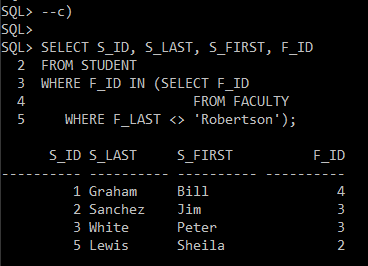 SQL> --c)
SQL>
SQL> SELECT S_ID, S_LAST, S_FIRST, F_ID
  2  FROM STUDENT
  3  WHERE F_ID IN (SELECT F_ID
  4                      FROM FACULTY
  5     WHERE F_LAST <> 'Robertson');

      S_ID S_LAST     S_FIRST          F_ID
---------- ---------- ---------- ----------
         1 Graham     Bill                4
         2 Sanchez    Jim                 3
         3 White      Peter               3
         5 Lewis      Sheila              2